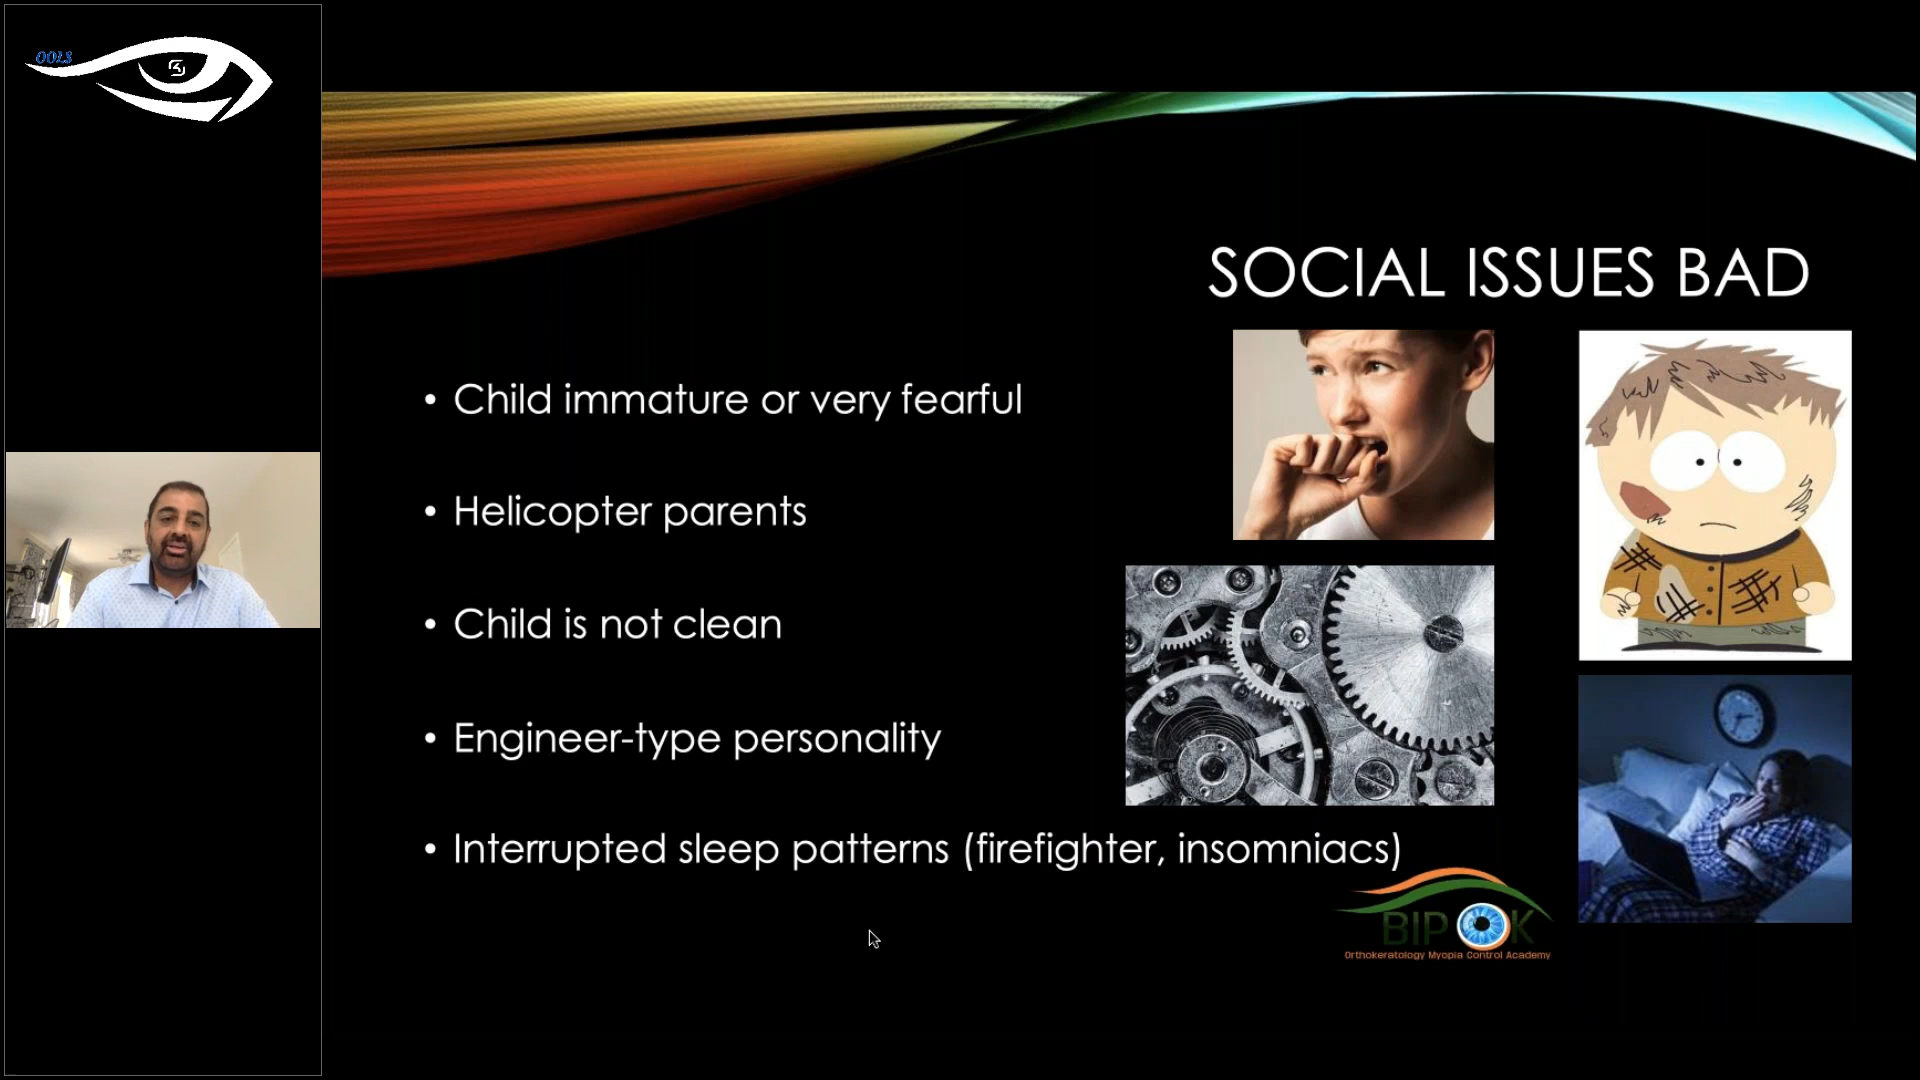 OOLS
SOCIAL ISSUES BAD
• Child immature or very fearful
• Helicopter parents
• Child is not clean
• Engineer-type personality
• Interrupted sleep patterns (firefighter, insomniacs)
BIP OK
Orthokeratology Myopia Control Academy